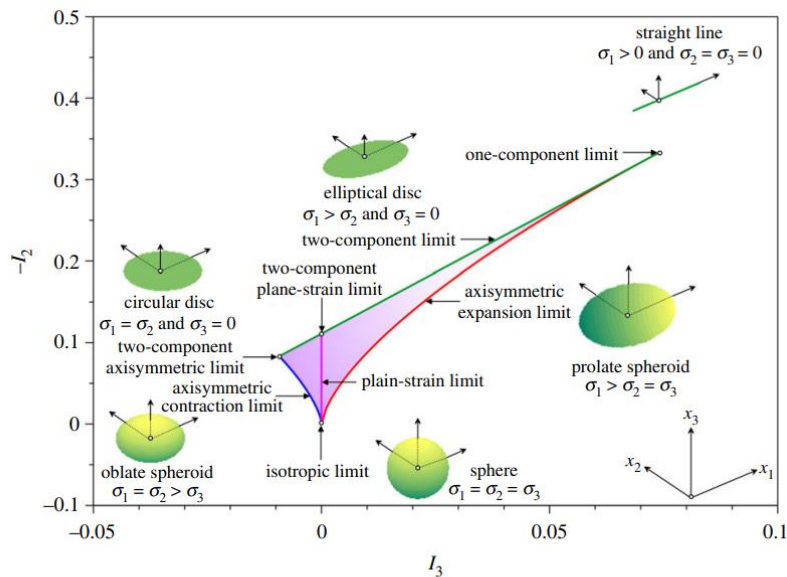 0.5
0.4
0.3
0.2
0.1
0
–0.1
–I₂
–0.05
0
0.05
0.1
I₃
straight line
σ₁ > 0 and σ₂ = σ₃ = 0
one-component limit
elliptical disc
σ₁ > σ₂ and σ₃ = 0
two-component limit
two-component
plane-strain limit
circular disc
σ₁ = σ₂ and σ₃ = 0
two-component
axisymmetric limit
axisymmetric
contraction limit
axisymmetric
expansion limit
plain-strain limit
prolate spheroid
σ₁ > σ₂ = σ₃
oblate spheroid
σ₁ = σ₂ > σ₃
isotropic limit
sphere
σ₁ = σ₂ = σ₃
x₃
x₂
x₁